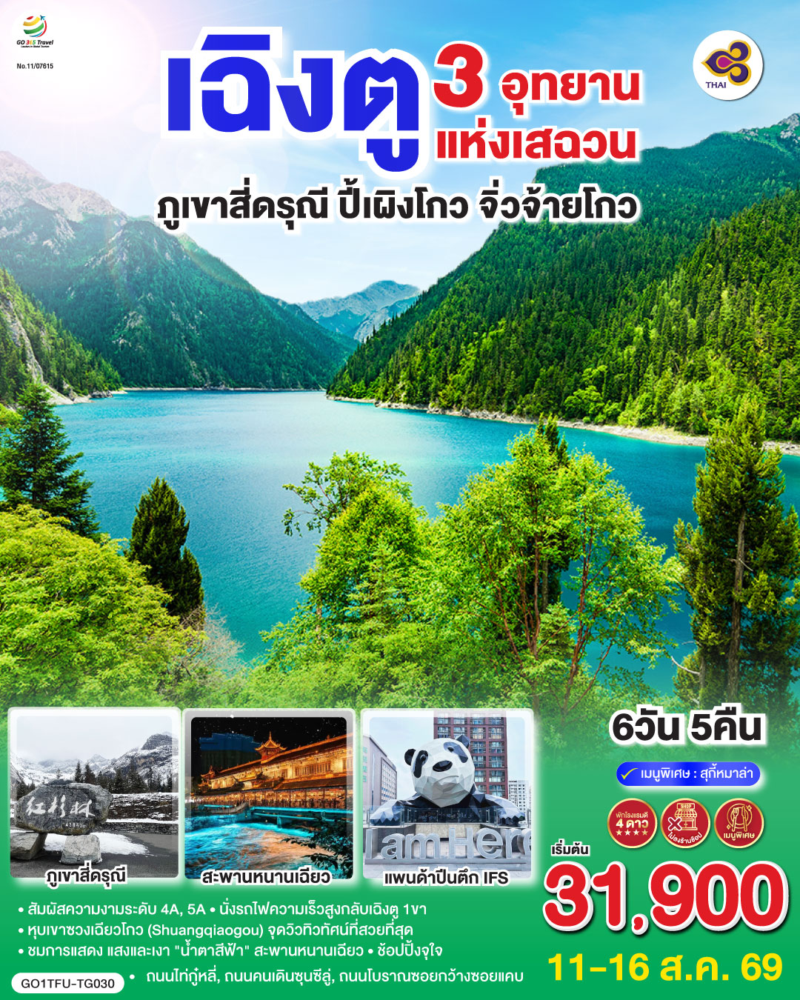 GO 365 Travel
Leaders in Global Tourism
No.11/07615
THAI
เฉิงตู 3 อุทยาน
แห่งเสฉวน
ภูเขาสี่ดรุณี ปี้เผิงโกว จิ่วจ้ายโกว
6วัน 5คืน
เมนูพิเศษ : สุกี้หมาล่า
พักโรงแรมดี
4 ดาว
SHOP
ไม่ลงร้านช้อป
เมนูพิเศษ
红杉林
I am Here
ภูเขาสี่ดรุณี
สะพานหนานเฉียว
แพนด้าปีนตึก IFS
เริ่มต้น
31,900
11-16 ส.ค. 69
• สัมผัสความงามระดับ 4A, 5A • นั่งรถไฟความเร็วสูงกลับเฉิงตู 1ขา
• หุบเขาซวงเฉียวโกว (Shuangqiaogou) จุดวิวทิวทัศน์ที่สวยที่สุด
• ชมการแสดง แสงและเงา "น้ำตาสีฟ้า" สะพานหนานเฉียว • ช้อปปิ้งจุใจ
• ถนนไท่กู๋หลี่, ถนนคนเดินชุนซีลู่, ถนนโบราณซอยกว้างซอยแคบ
GO1TFU-TG030